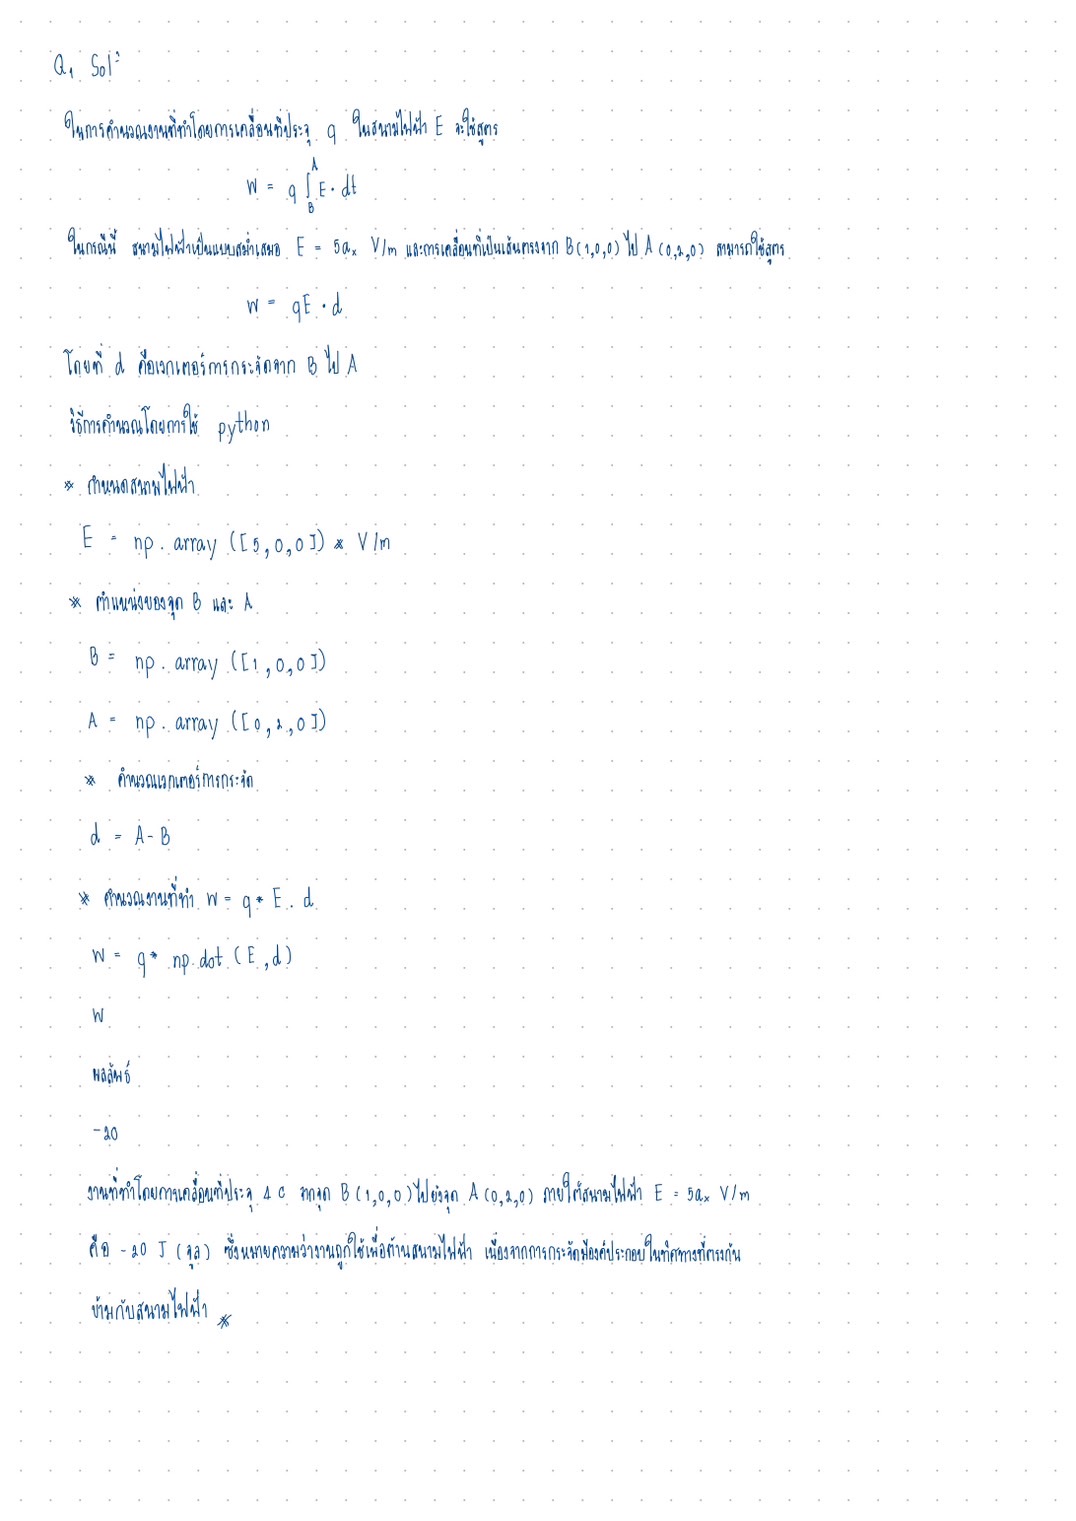 Q1 Solⁿ
ในการคำนวณงานที่ทำโดยการเคลื่อนที่ประจุ q ในสนามไฟฟ้า E จะใช้สูตร
W = q ∫_B^A E · dt
ในกรณีนี้ สนามไฟฟ้าเป็นแบบสม่ำเสมอ E = 5aₓ V/m และการเคลื่อนที่เป็นเส้นตรงจาก B(1,0,0) ไป A(0,2,0) สามารถใช้สูตร
W = qE · d
โดยที่ d คือเวกเตอร์การกระจัดจาก B ไป A
วิธีการคำนวณโดยการใช้ python
* กำหนดสนามไฟฟ้า
E = np.array([5,0,0]) * V/m
* ตำแหน่งของจุด B และ A
B = np.array([1,0,0])
A = np.array([0,2,0])
* คำนวณเวกเตอร์การกระจัด
d = A-B
* คำนวณงานที่ทำ W = q * E . d
W = q * np.dot(E,d)
W
ผลลัพธ์
-20
งานที่ทำโดยการเคลื่อนที่ประจุ 4 C จากจุด B(1,0,0) ไปยังจุด A(0,2,0) ภายใต้สนามไฟฟ้า E = 5aₓ V/m
คือ -20 J (จูล) ซึ่งหมายความว่างานถูกใช้เพื่อต้านสนามไฟฟ้า เนื่องจากการกระจัดมีองค์ประกอบในทิศทางที่ตรงกัน
ข้ามกับสนามไฟฟ้า *